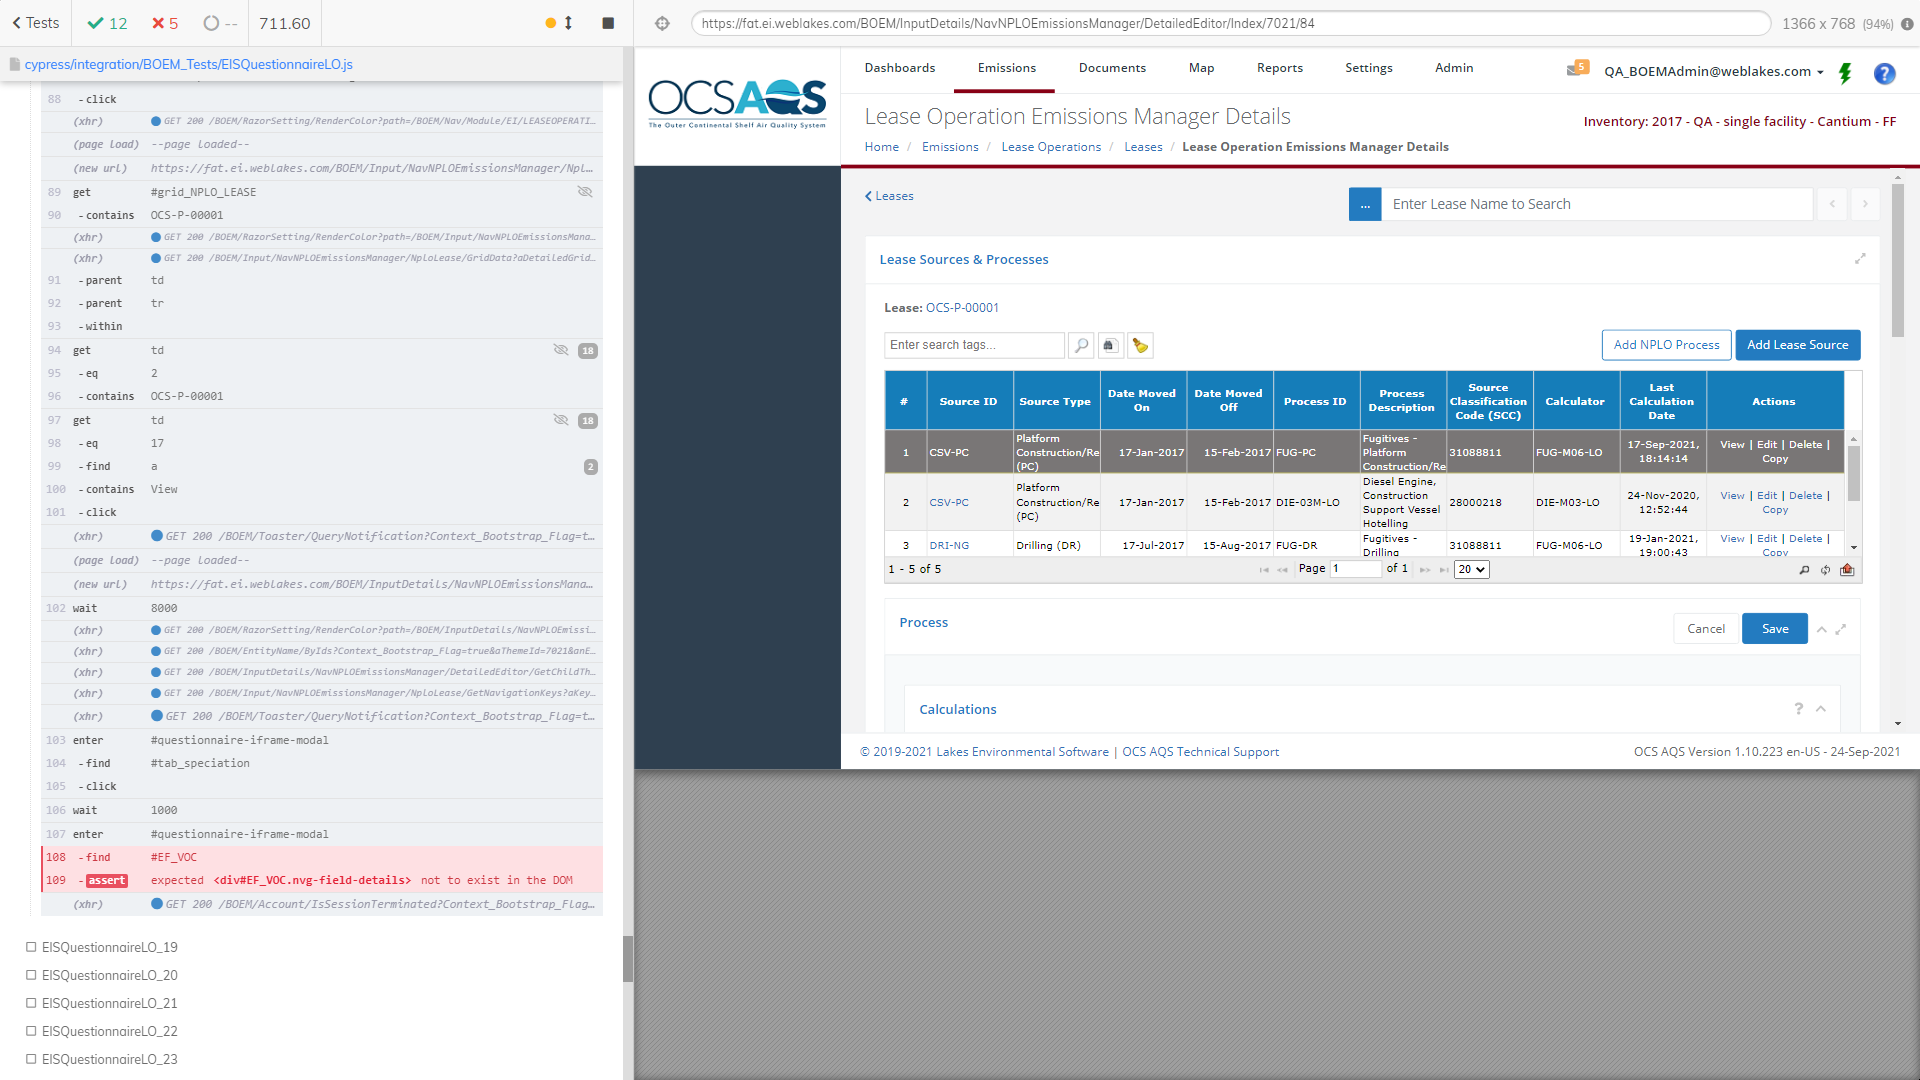 Tests
12
5
--
711.60
cypress/integration/BOEM_Tests/EISQuestionnaireLO.js
88 - click
(xhr) GET 200 /BOEM/RazorSetting/RenderColor?path=/BOEM/Nav/Module/EI/LEASEOPERATI...
(page load) --page loaded--
(new url) https://fat.ei.weblakes.com/BOEM/Input/NavNPLOEmissionsManager/Npl...
89 get #grid_NPLO_LEASE
90 - contains OCS-P-00001
(xhr) GET 200 /BOEM/RazorSetting/RenderColor?path=/BOEM/Input/NavNPLOEmissionsMana...
(xhr) GET 200 /BOEM/Input/NavNPLOEmissionsManager/NploLease/GridData?aDetailedGrid...
91 - parent td
92 - parent tr
93 - within
94 get td 18
95 - eq 2
96 - contains OCS-P-00001
97 get td 18
98 - eq 17
99 - find a 2
100 - contains View
101 - click
(xhr) GET 200 /BOEM/Toaster/QueryNotification?Context_Bootstrap_Flag=t...
(page load) --page loaded--
(new url) https://fat.ei.weblakes.com/BOEM/InputDetails/NavNPLOEmissionsMana...
102 wait 8000
(xhr) GET 200 /BOEM/RazorSetting/RenderColor?path=/BOEM/InputDetails/NavNPLOEmissi...
(xhr) GET 200 /BOEM/EntityName/ByIds?Context_Bootstrap_Flag=true&aThemeId=7021&anE...
(xhr) GET 200 /BOEM/InputDetails/NavNPLOEmissionsManager/DetailedEditor/GetChildTh...
(xhr) GET 200 /BOEM/Input/NavNPLOEmissionsManager/NploLease/GetNavigationKeys?aKey...
(xhr) GET 200 /BOEM/Toaster/QueryNotification?Context_Bootstrap_Flag=t...
103 enter #questionnaire-iframe-modal
104 - find #tab_speciation
105 - click
106 wait 1000
107 enter #questionnaire-iframe-modal
108 - find #EF_VOC
109 - assert expected <div#EF_VOC.nvg-field-details> not to exist in the DOM
(xhr) GET 200 /BOEM/Account/IsSessionTerminated?Context_Bootstrap_Flag...
EISQuestionnaireLO_19
EISQuestionnaireLO_20
EISQuestionnaireLO_21
EISQuestionnaireLO_22
EISQuestionnaireLO_23
https://fat.ei.weblakes.com/BOEM/InputDetails/NavNPLOEmissionsManager/DetailedEditor/Index/7021/84
1366 x 768 (94%)
OCSAQS
The Outer Continental Shelf Air Quality System
Dashboards Emissions Documents Map Reports Settings Admin
5
QA_BOEMAdmin@weblakes.com
?
Lease Operation Emissions Manager Details
Inventory: 2017 - QA - single facility - Cantium - FF
Home / Emissions / Lease Operations / Leases / Lease Operation Emissions Manager Details
Leases
... Enter Lease Name to Search
Lease Sources & Processes
Lease: OCS-P-00001
Enter search tags...
Add NPLO Process
Add Lease Source
# Source ID Source Type Date Moved On Date Moved Off Process ID Process Description Source Classification Code (SCC) Calculator Last Calculation Date Actions
1 CSV-PC Platform Construction/Re (PC) 17-Jan-2017 15-Feb-2017 FUG-PC Fugitives - Platform Construction/Re 31088811 FUG-M06-LO 17-Sep-2021, 18:14:14 View | Edit | Delete | Copy
2 CSV-PC Platform Construction/Re (PC) 17-Jan-2017 15-Feb-2017 DIE-03M-LO Diesel Engine, Construction Support Vessel Hotelling 28000218 DIE-M03-LO 24-Nov-2020, 12:52:44 View | Edit | Delete | Copy
3 DRI-NG Drilling (DR) 17-Jul-2017 15-Aug-2017 FUG-DR Fugitives - Drilling 31088811 FUG-M06-LO 19-Jan-2021, 19:00:43 View | Edit | Delete | Copy
1 - 5 of 5
Page 1 of 1
20
Process
Cancel
Save
Calculations
?
© 2019-2021 Lakes Environmental Software | OCS AQS Technical Support
OCS AQS Version 1.10.223 en-US - 24-Sep-2021